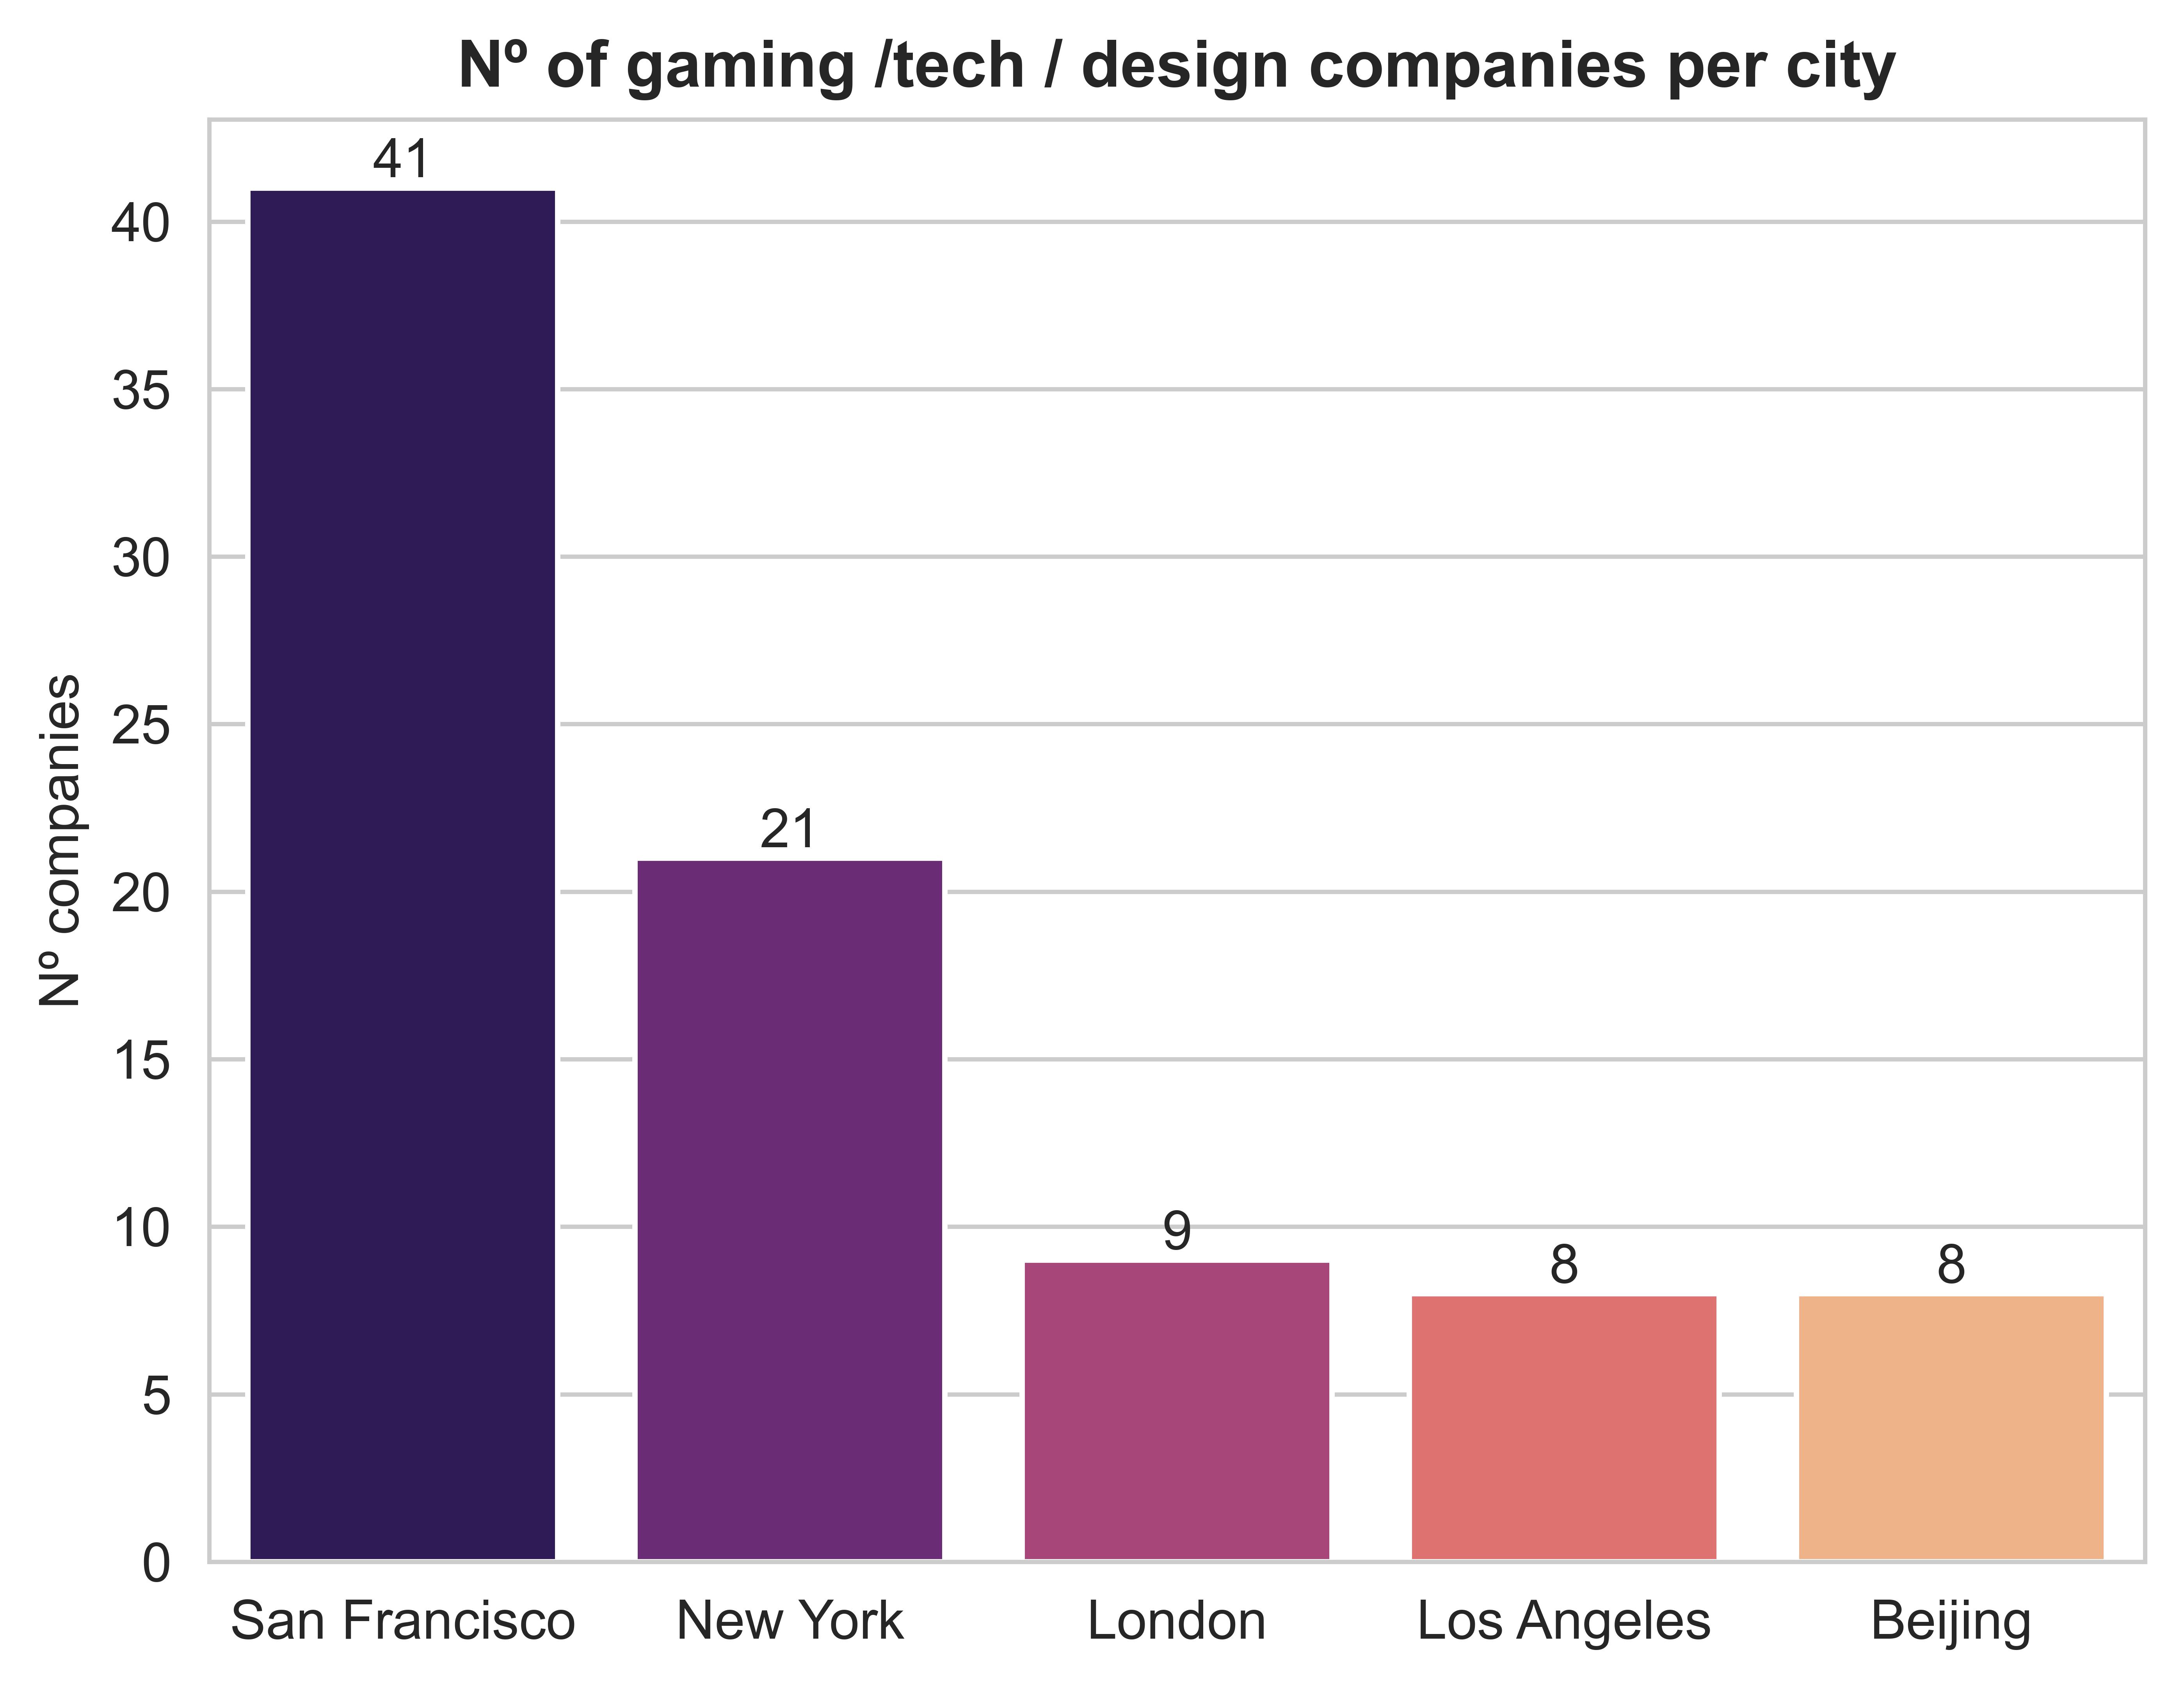 Nº of gaming /tech / design companies per city
41
40
35
30
25
21
20
15
10
9
8
8
5
0
Nº companies
San Francisco
New York
London
Los Angeles
Beijing